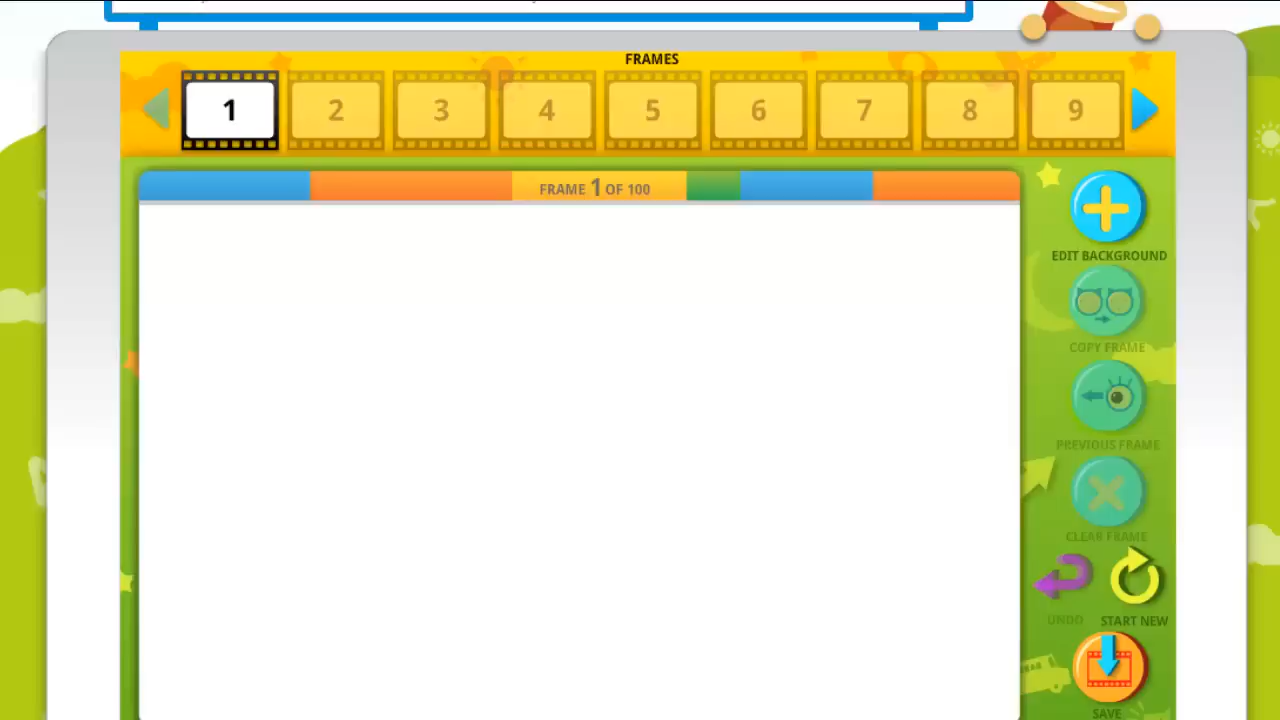 FRAMES
1 2 3 4 5 6 7 8 9
FRAME 1 OF 100
EDIT BACKGROUND
COPY FRAME
PREVIOUS FRAME
CLEAR FRAME
UNDO START NEW
SAVE